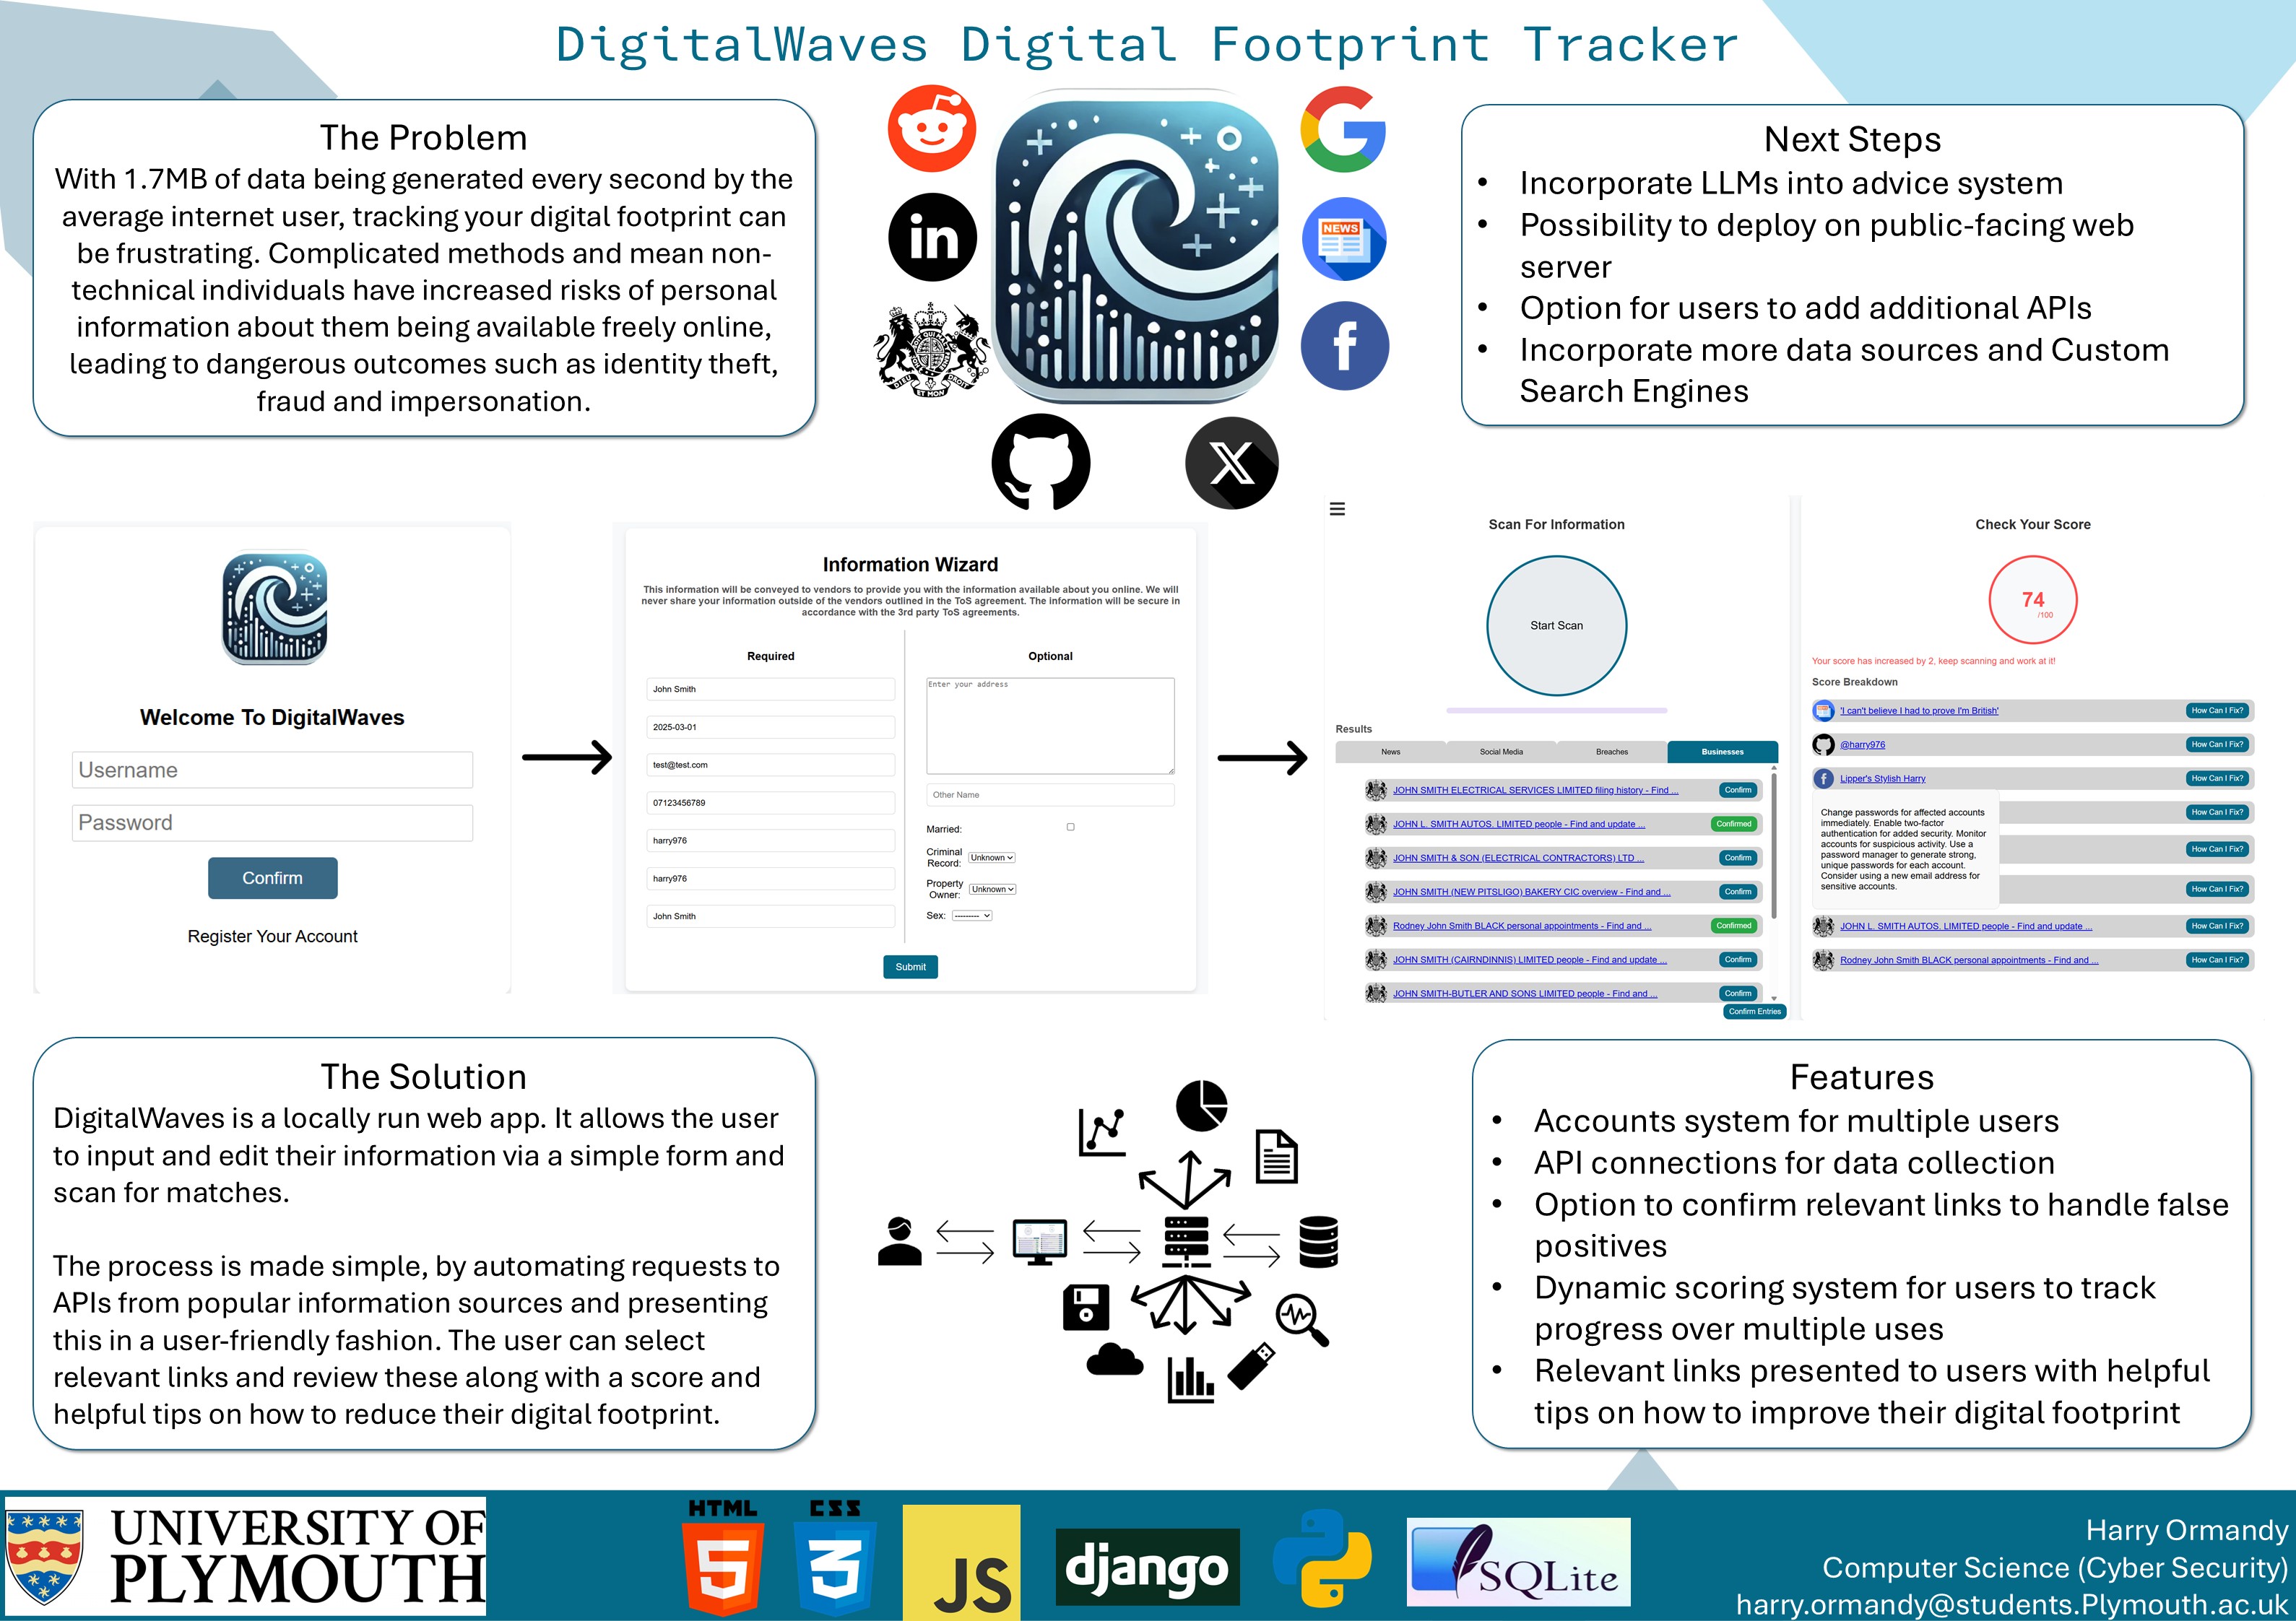 DigitalWaves Digital Footprint Tracker
The Problem
With 1.7MB of data being generated every second by the
average internet user, tracking your digital footprint can
be frustrating. Complicated methods and mean non-
technical individuals have increased risks of personal
information about them being available freely online,
leading to dangerous outcomes such as identity theft,
fraud and impersonation.
in
DIEU ET MON DROIT
NEWS
f
X
Next Steps
• Incorporate LLMs into advice system
• Possibility to deploy on public-facing web
server
• Option for users to add additional APIs
• Incorporate more data sources and Custom
Search Engines
Welcome To DigitalWaves
Username
Password
Confirm
Register Your Account
Information Wizard
This information will be conveyed to vendors to provide you with the information available about you online. We will
never share your information outside of the vendors outlined in the ToS agreement. The information will be secure in
accordance with the 3rd party ToS agreements.
Required
John Smith
2025-03-01
test@test.com
07123456789
harry976
harry976
John Smith
Optional
Enter your address
Other Name
Married:
Criminal
Record: Unknown
Property
Owner: Unknown
Sex: ---------
Submit
Scan For Information
Start Scan
Results
News Social Media Breaches Businesses
JOHN SMITH ELECTRICAL SERVICES LIMITED filing history - Find ... Confirm
JOHN L. SMITH AUTOS. LIMITED people - Find and update ... Confirmed
JOHN SMITH & SON (ELECTRICAL CONTRACTORS) LTD ... Confirm
JOHN SMITH (NEW PITSLIGO) BAKERY CIC overview - Find and ... Confirm
Rodney John Smith BLACK personal appointments - Find and ... Confirmed
JOHN SMITH (CAIRNDINNIS) LIMITED people - Find and update ... Confirm
JOHN SMITH-BUTLER AND SONS LIMITED people - Find and ... Confirm
Confirm Entries
Check Your Score
74
/100
Your score has increased by 2, keep scanning and work at it!
Score Breakdown
'I can't believe I had to prove I'm British' How Can I Fix?
@harry976 How Can I Fix?
Lipper's Stylish Harry How Can I Fix?
Change passwords for affected accounts
immediately. Enable two-factor
authentication for added security. Monitor
accounts for suspicious activity. Use a
password manager to generate strong,
unique passwords for each account.
Consider using a new email address for
sensitive accounts.
How Can I Fix?
How Can I Fix?
How Can I Fix?
JOHN L. SMITH AUTOS. LIMITED people - Find and update ... How Can I Fix?
Rodney John Smith BLACK personal appointments - Find and ... How Can I Fix?
The Solution
DigitalWaves is a locally run web app. It allows the user
to input and edit their information via a simple form and
scan for matches.
The process is made simple, by automating requests to
APIs from popular information sources and presenting
this in a user-friendly fashion. The user can select
relevant links and review these along with a score and
helpful tips on how to reduce their digital footprint.
Features
• Accounts system for multiple users
• API connections for data collection
• Option to confirm relevant links to handle false
positives
• Dynamic scoring system for users to track
progress over multiple uses
• Relevant links presented to users with helpful
tips on how to improve their digital footprint
UNIVERSITY OF
PLYMOUTH
HTML
5
CSS
3
JS
django
SQLite
Harry Ormandy
Computer Science (Cyber Security)
harry.ormandy@students.Plymouth.ac.uk